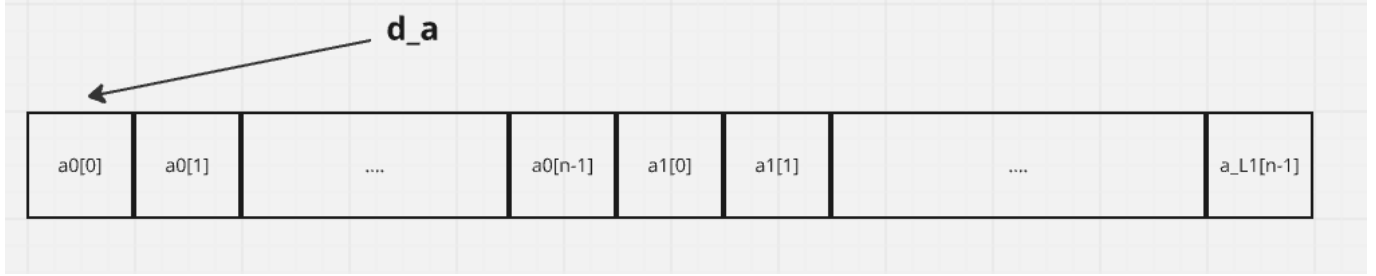 d_a
a0[0] a0[1] .... a0[n-1] a1[0] a1[1] .... a_L1[n-1]